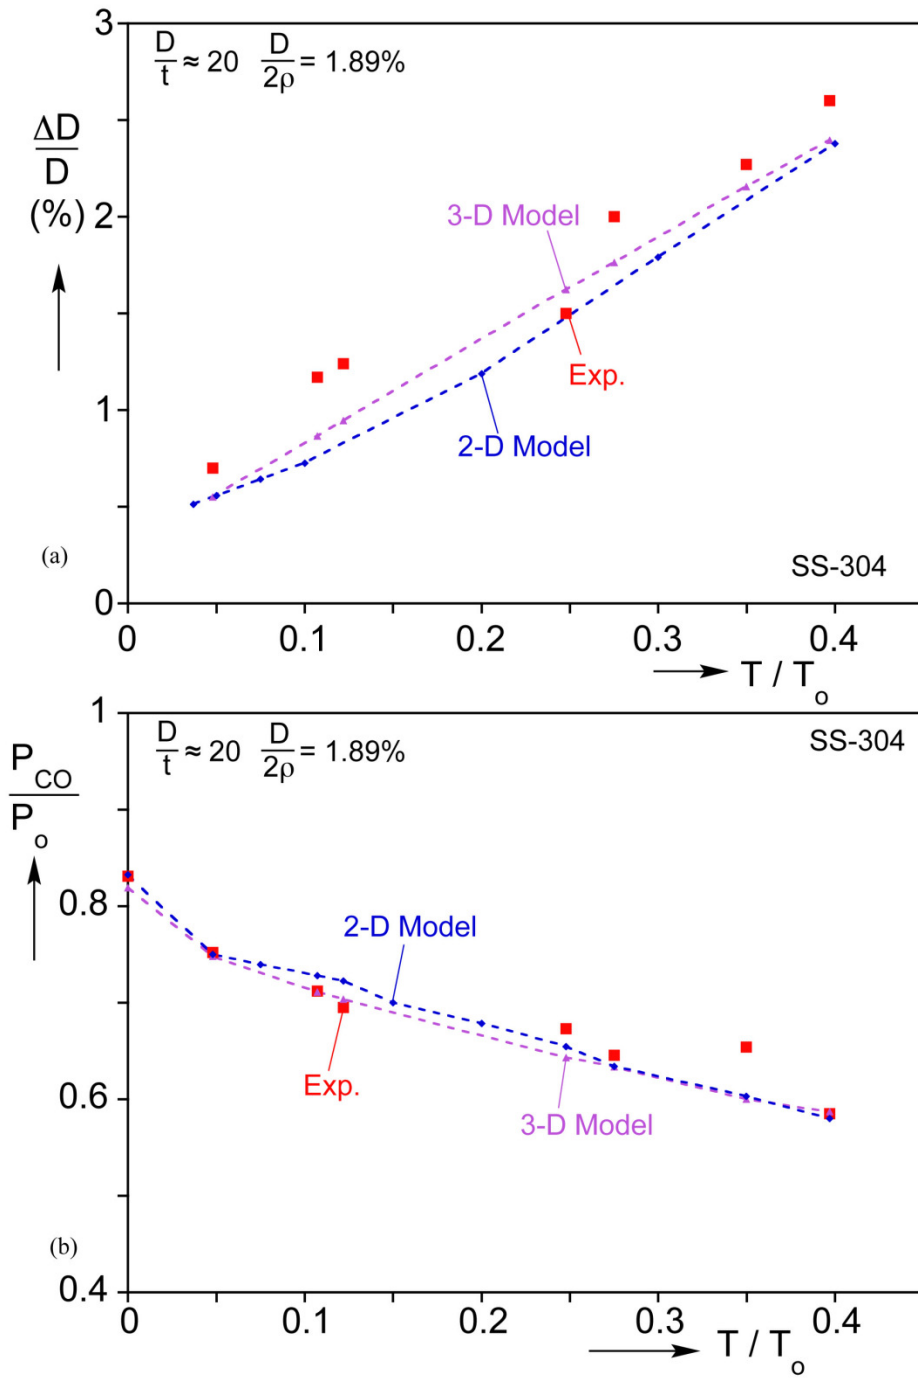 3
D/t ≈ 20 D/2ρ = 1.89%
ΔD/D
(%)
2
3-D Model
Exp.
1
2-D Model
(a)
SS-304
0
0 0.1 0.2 0.3 0.4
T / To
1
D/t ≈ 20 D/2ρ = 1.89%
SS-304
PCO/Po
0.8
2-D Model
Exp.
0.6
3-D Model
(b)
0.4
0 0.1 0.2 0.3 0.4
T / To